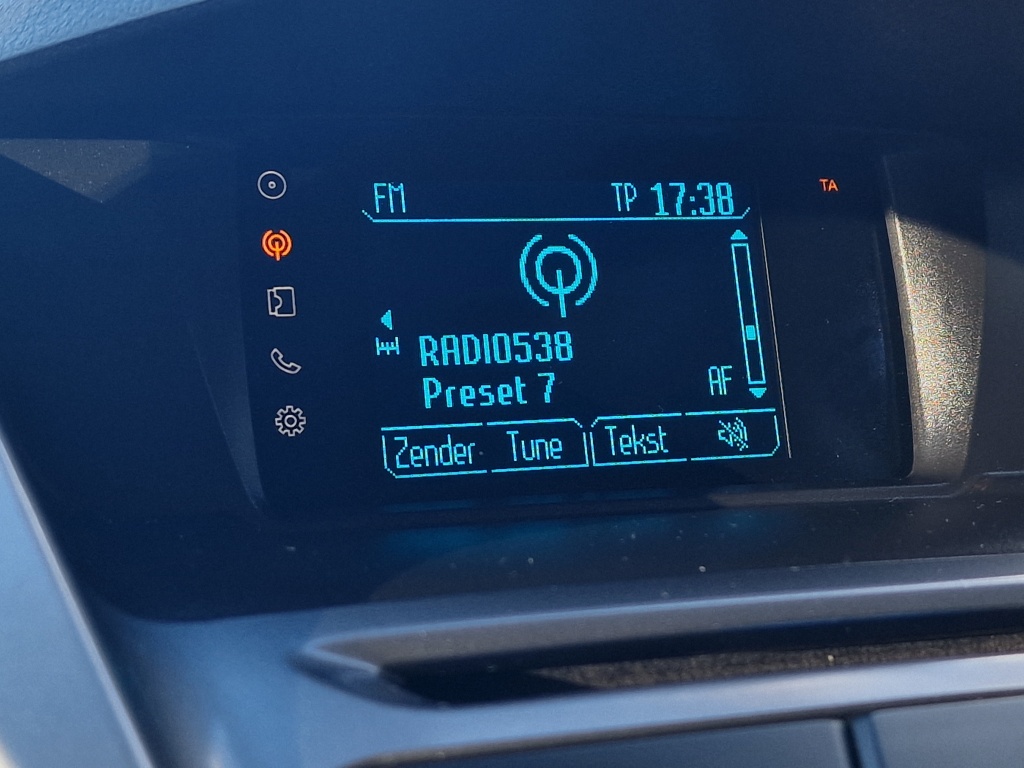 FM TP 17:38
TA
RADIO538
Preset 7
AF
Zender Tune Tekst